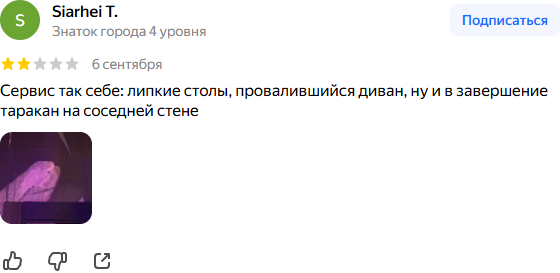 S
Siarhei T.
Знаток города 4 уровня
Подписаться
6 сентября
Сервис так себе: липкие столы, провалившийся диван, ну и в завершение
таракан на соседней стене